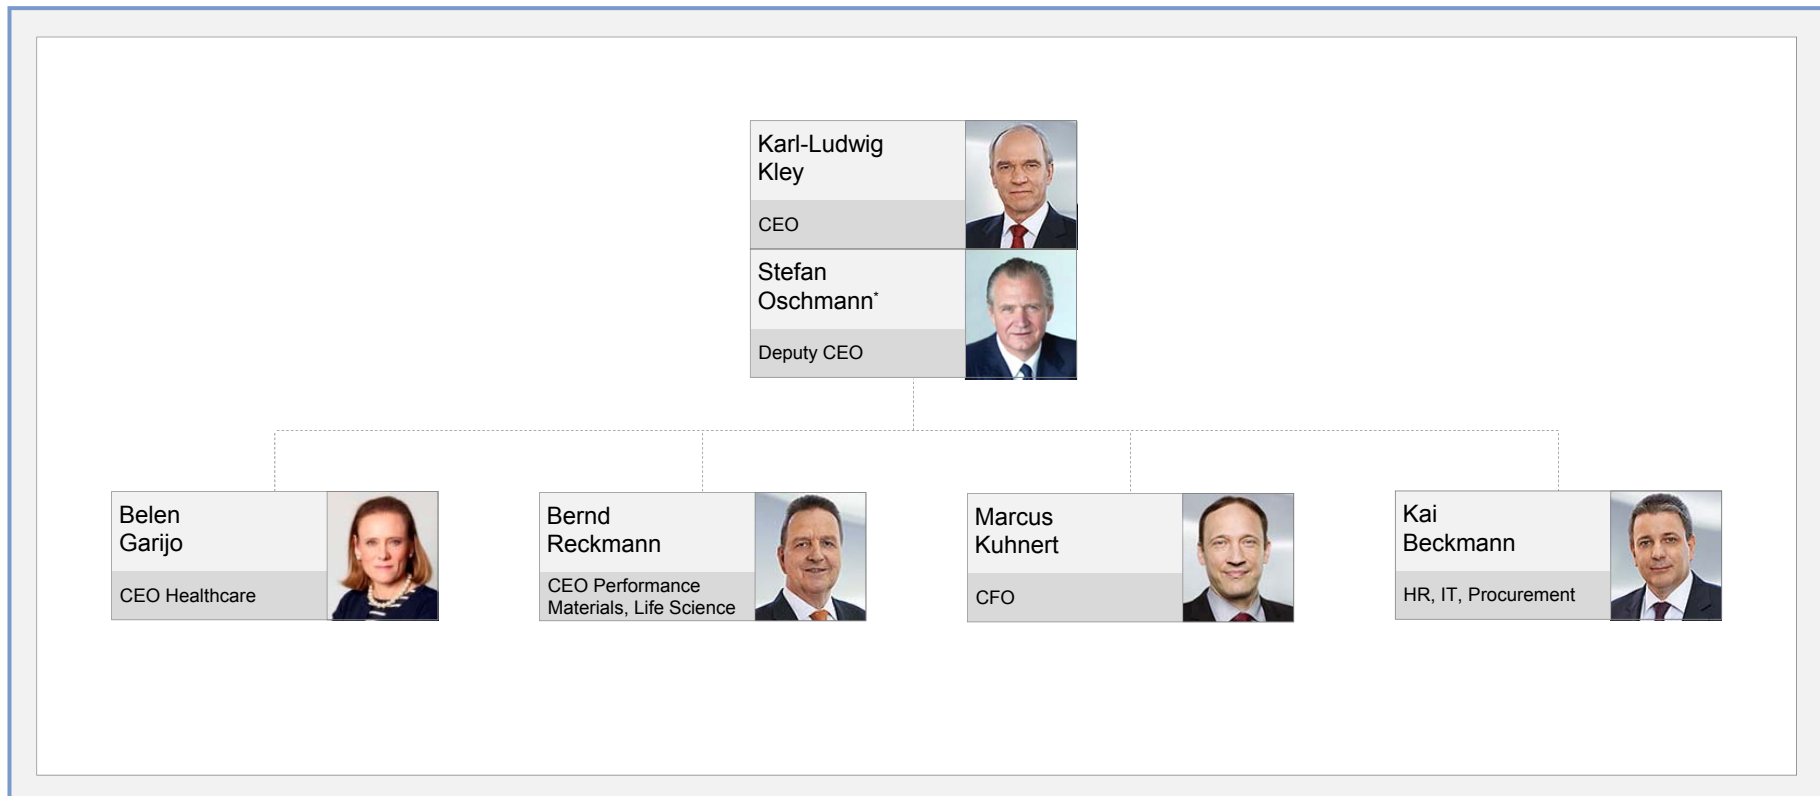 Karl-Ludwig
Kley
CEO
Stefan
Oschmann*
Deputy CEO
Belen
Garijo
CEO Healthcare
Bernd
Reckmann
CEO Performance
Materials, Life Science
Marcus
Kuhnert
CFO
Kai
Beckmann
HR, IT, Procurement